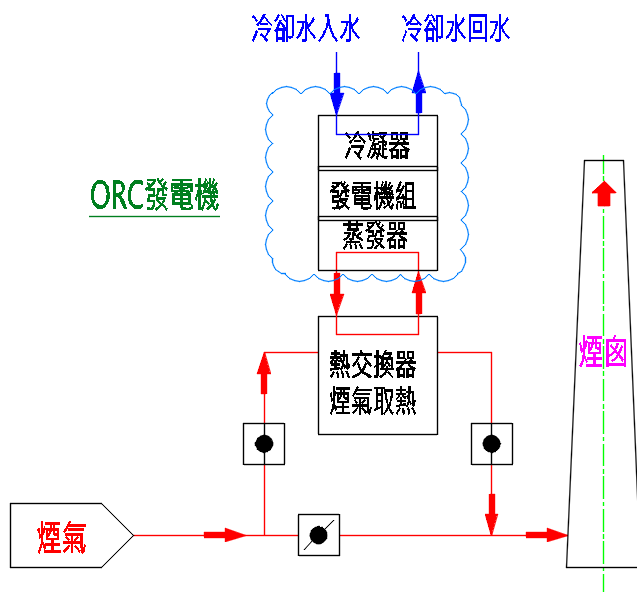 冷卻水入水
冷卻水回水
冷凝器
ORC發電機
發電機組
蒸發器
熱交換器
煙氣取熱
煙囪
煙氣